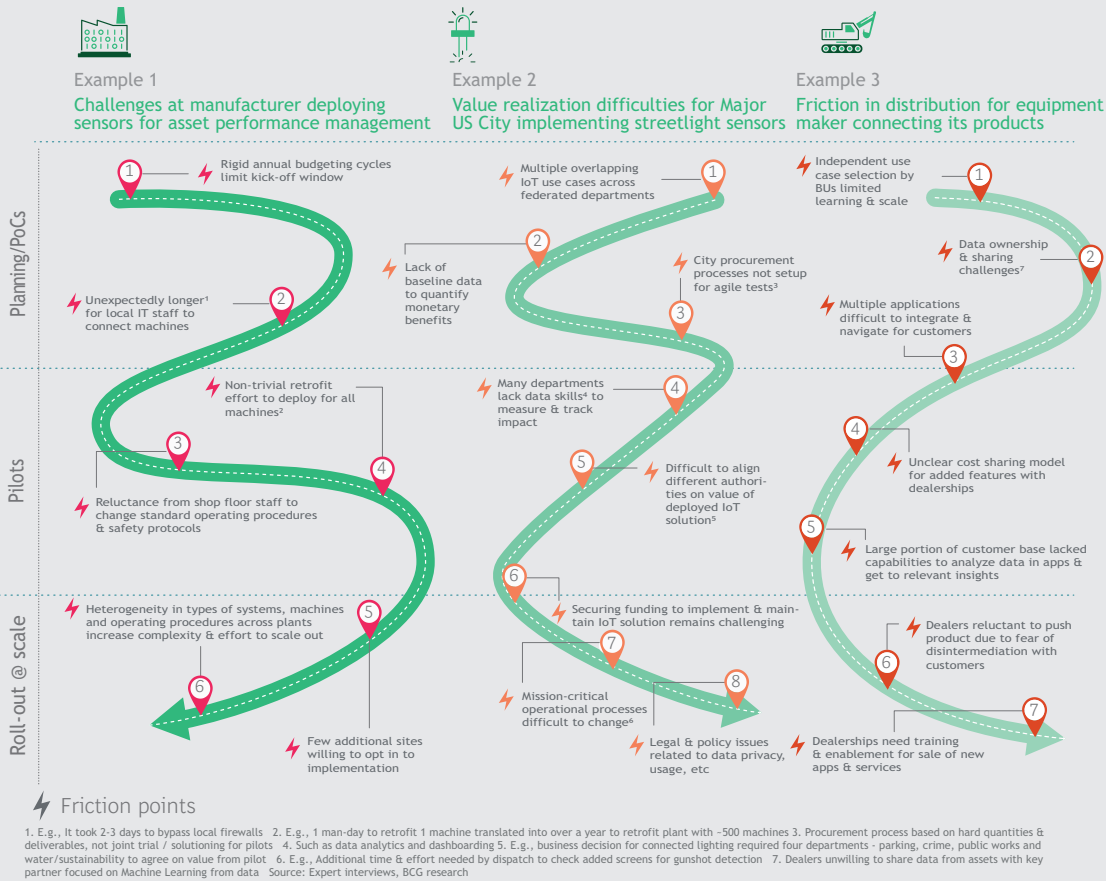 Example 1
Challenges at manufacturer deploying
sensors for asset performance management
Example 2
Value realization difficulties for Major
US City implementing streetlight sensors
Example 3
Friction in distribution for equipment
maker connecting its products
Planning/PoCs
Pilots
Roll-out @ scale
1
Rigid annual budgeting cycles
limit kick-off window
2
Unexpectedly longer¹
for local IT staff to
connect machines
3
Reluctance from shop floor staff to
change standard operating procedures
& safety protocols
4
Non-trivial retrofit
effort to deploy for all
machines²
5
Few additional sites
willing to opt in to
implementation
6
Heterogeneity in types of systems, machines
and operating procedures across plants
increase complexity & effort to scale out
1
Multiple overlapping
IoT use cases across
federated departments
2
Lack of
baseline data
to quantify
monetary
benefits
3
City procurement
processes not setup
for agile tests³
4
Many departments
lack data skills⁴ to
measure & track
impact
5
Difficult to align
different authori-
ties on value of
deployed IoT
solution⁵
6
Securing funding to implement & main-
tain IoT solution remains challenging
7
Mission-critical
operational processes
difficult to change⁶
8
Legal & policy issues
related to data privacy,
usage, etc
1
Independent use
case selection by
BUs limited
learning & scale
2
Data ownership
& sharing
challenges⁷
3
Multiple applications
difficult to integrate &
navigate for customers
4
Unclear cost sharing model
for added features with
dealerships
5
Large portion of customer base lacked
capabilities to analyze data in apps &
get to relevant insights
6
Dealers reluctant to push
product due to fear of
disintermediation with
customers
7
Dealerships need training
& enablement for sale of new
apps & services
Friction points
1. E.g., It took 2-3 days to bypass local firewalls 2. E.g., 1 man-day to retrofit 1 machine translated into over a year to retrofit plant with ~500 machines 3. Procurement process based on hard quantities &
deliverables, not joint trial / solutioning for pilots 4. Such as data analytics and dashboarding 5. E.g., business decision for connected lighting required four departments - parking, crime, public works and
water/sustainability to agree on value from pilot 6. E.g., Additional time & effort needed by dispatch to check added screens for gunshot detection 7. Dealers unwilling to share data from assets with key
partner focused on Machine Learning from data Source: Expert interviews, BCG research